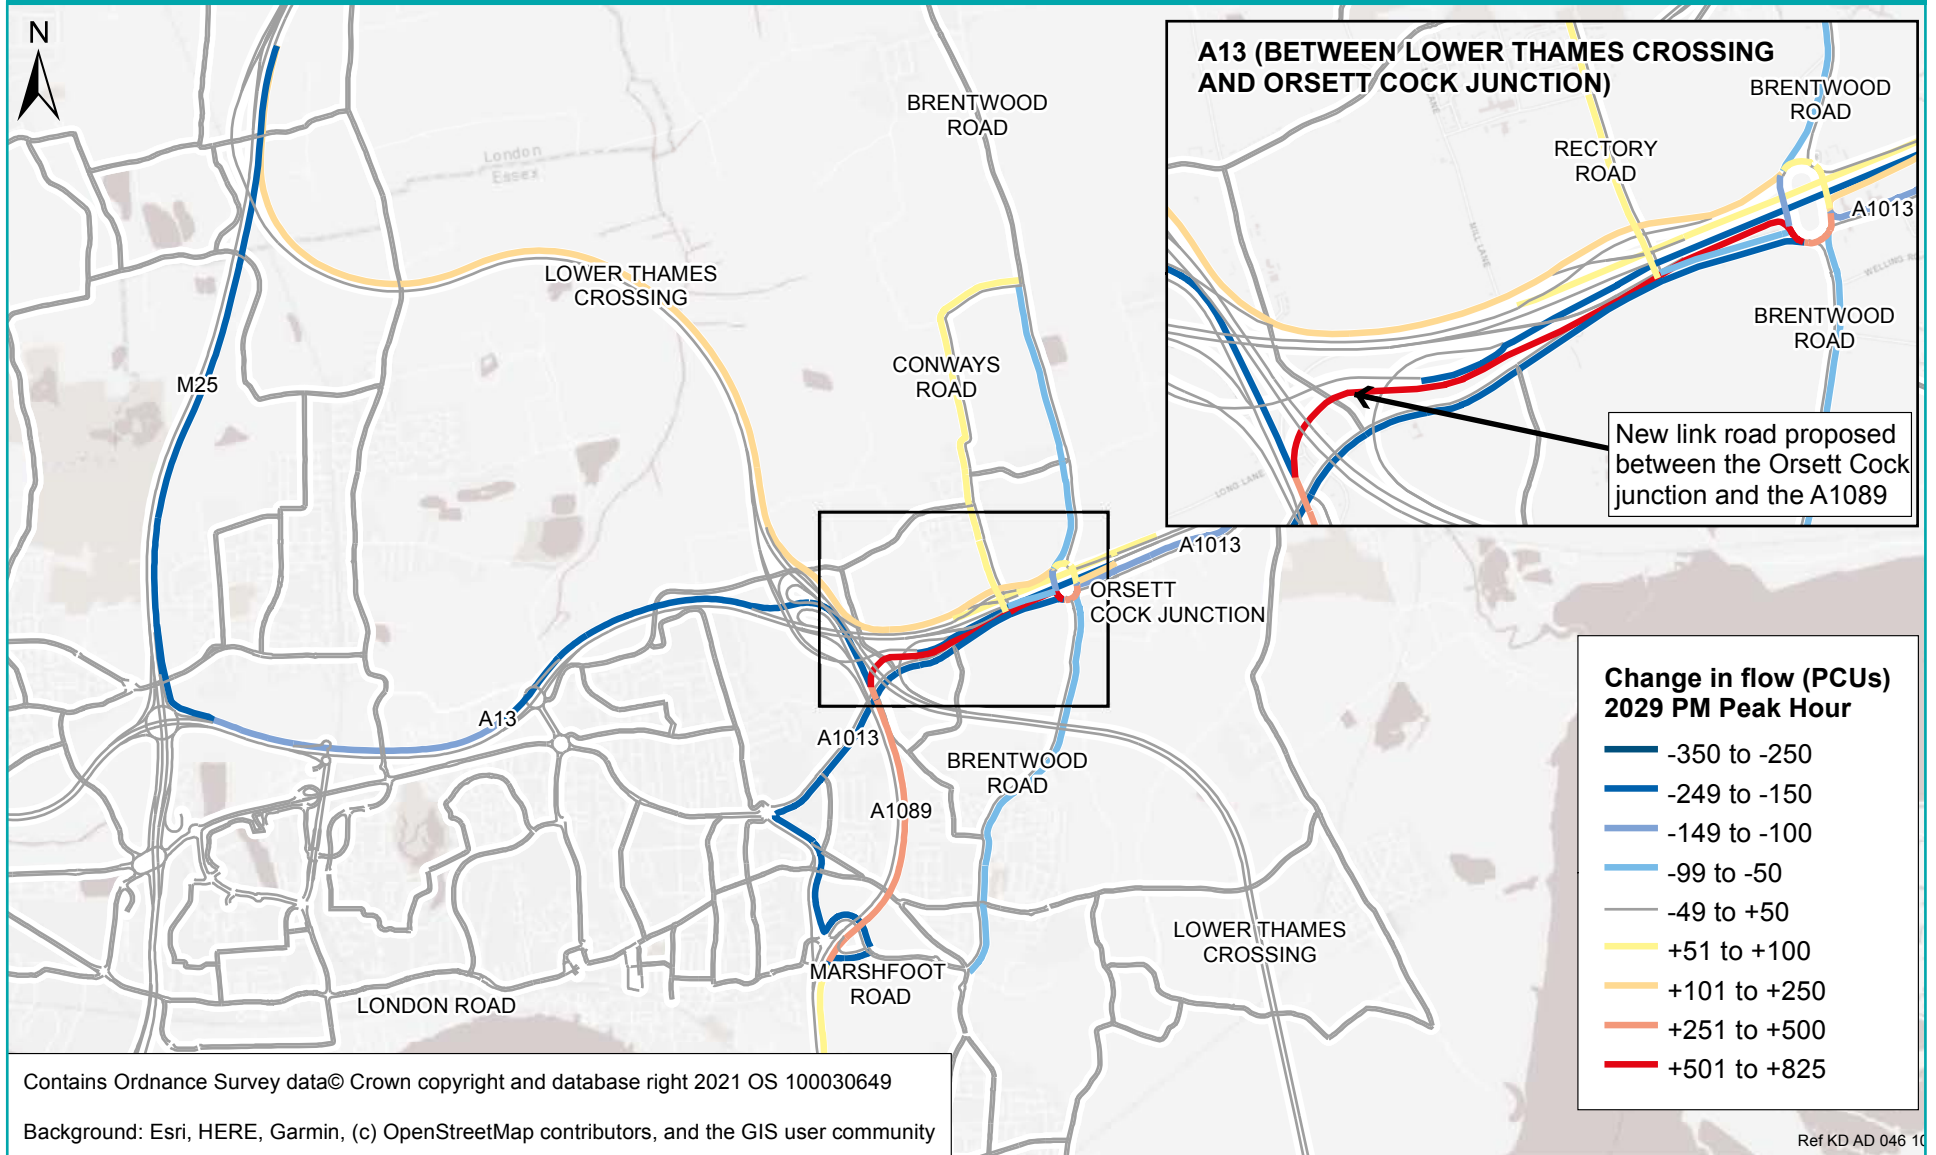 N
A13 (BETWEEN LOWER THAMES CROSSING
AND ORSETT COCK JUNCTION)
BRENTWOOD
ROAD
RECTORY
ROAD
A1013
MILL LANE
BRENTWOOD
ROAD
New link road proposed
between the Orsett Cock
junction and the A1089
BRENTWOOD
ROAD
London
Essex
LOWER THAMES
CROSSING
M25
CONWAYS
ROAD
LONG LANE
A1013
ORSETT
COCK JUNCTION
A13
A1013
BRENTWOOD
ROAD
A1089
LOWER THAMES
CROSSING
MARSHFOOT
ROAD
LONDON ROAD
Change in flow (PCUs)
2029 PM Peak Hour
-350 to -250
-249 to -150
-149 to -100
-99 to -50
-49 to +50
+51 to +100
+101 to +250
+251 to +500
+501 to +825
Contains Ordnance Survey data© Crown copyright and database right 2021 OS 100030649
Background: Esri, HERE, Garmin, (c) OpenStreetMap contributors, and the GIS user community
Ref KD AD 046 10